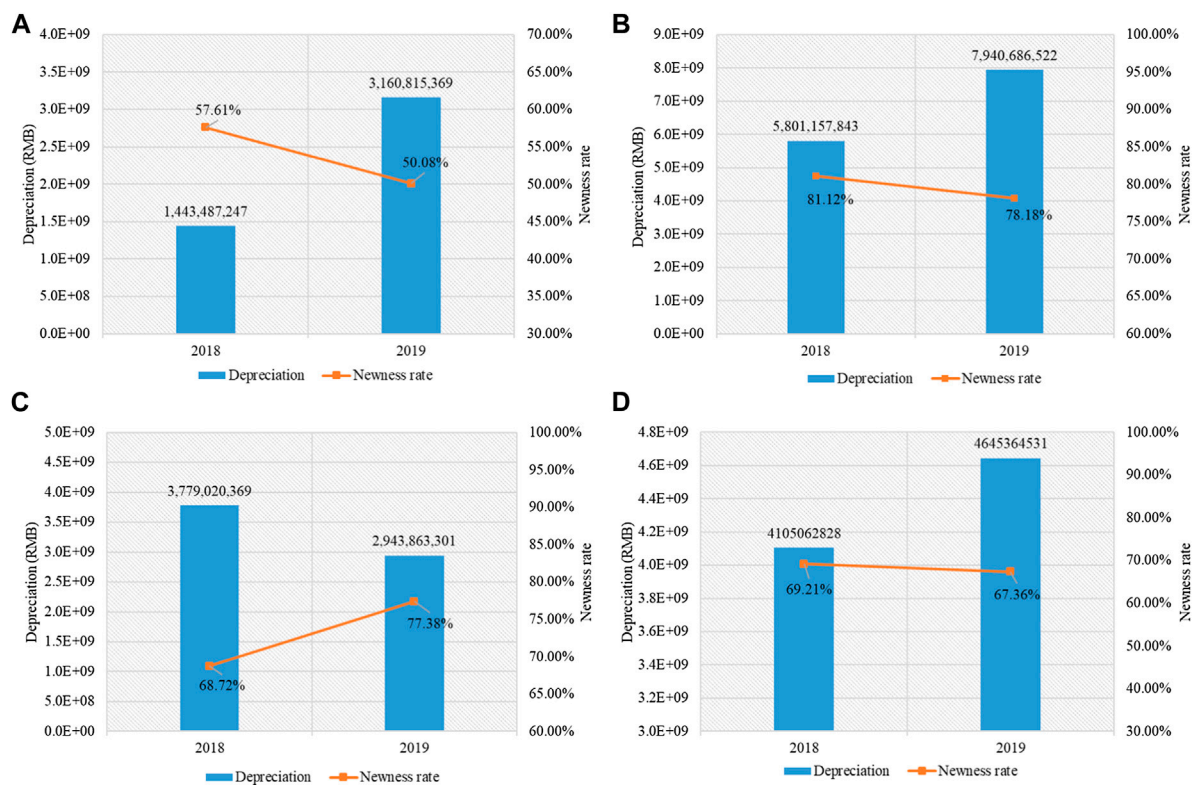 A
Depreciation (RMB)
4.0E+09
3.5E+09
3.0E+09
2.5E+09
2.0E+09
1.5E+09
1.0E+09
5.0E+08
0.0E+00
1,443,487,247
57.61%
3,160,815,369
50.08%
70.00%
65.00%
60.00%
55.00%
50.00%
45.00%
40.00%
35.00%
30.00%
Newness rate
2018 2019
Depreciation Newness rate
B
Depreciation (RMB)
9.0E+09
8.0E+09
7.0E+09
6.0E+09
5.0E+09
4.0E+09
3.0E+09
2.0E+09
1.0E+09
0.0E+00
5,801,157,843
81.12%
7,940,686,522
78.18%
100.00%
95.00%
90.00%
85.00%
80.00%
75.00%
70.00%
65.00%
60.00%
Newness rate
2018 2019
Depreciation Newness rate
C
Depreciation (RMB)
5.0E+09
4.5E+09
4.0E+09
3.5E+09
3.0E+09
2.5E+09
2.0E+09
1.5E+09
1.0E+09
5.0E+08
0.0E+00
3,779,020,369
68.72%
2,943,863,301
77.38%
100.00%
95.00%
90.00%
85.00%
80.00%
75.00%
70.00%
65.00%
60.00%
Newness rate
2018 2019
Depreciation Newness rate
D
Depreciation (RMB)
4.8E+09
4.6E+09
4.4E+09
4.2E+09
4.0E+09
3.8E+09
3.6E+09
3.4E+09
3.2E+09
3.0E+09
4105062828
69.21%
4645364531
67.36%
100.00%
90.00%
80.00%
70.00%
60.00%
50.00%
40.00%
30.00%
Newness rate
2018 2019
Depreciation Newness rate